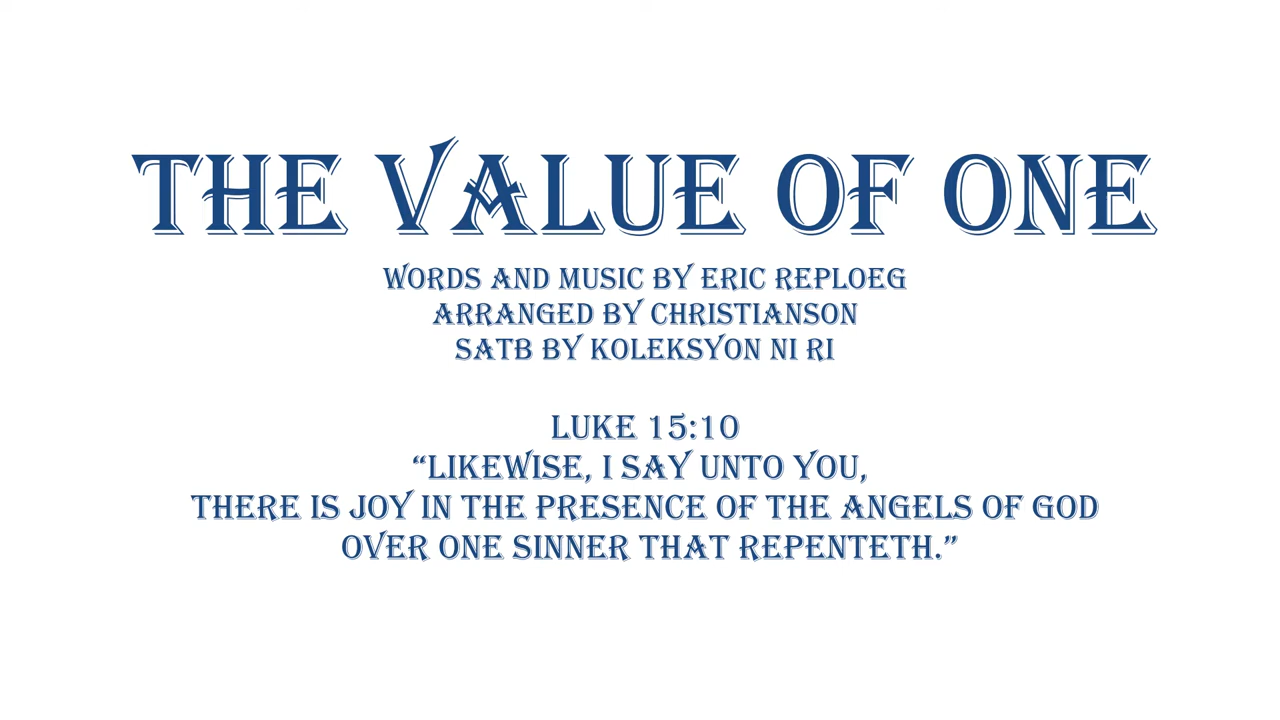 THE VALUE OF ONE
WORDS AND MUSIC BY ERIC REPLOEG
ARRANGED BY CHRISTIANSON
SATB BY KOLEKSYON NI RI
LUKE 15:10
“LIKEWISE, I SAY UNTO YOU,
THERE IS JOY IN THE PRESENCE OF THE ANGELS OF GOD
OVER ONE SINNER THAT REPENTETH.”